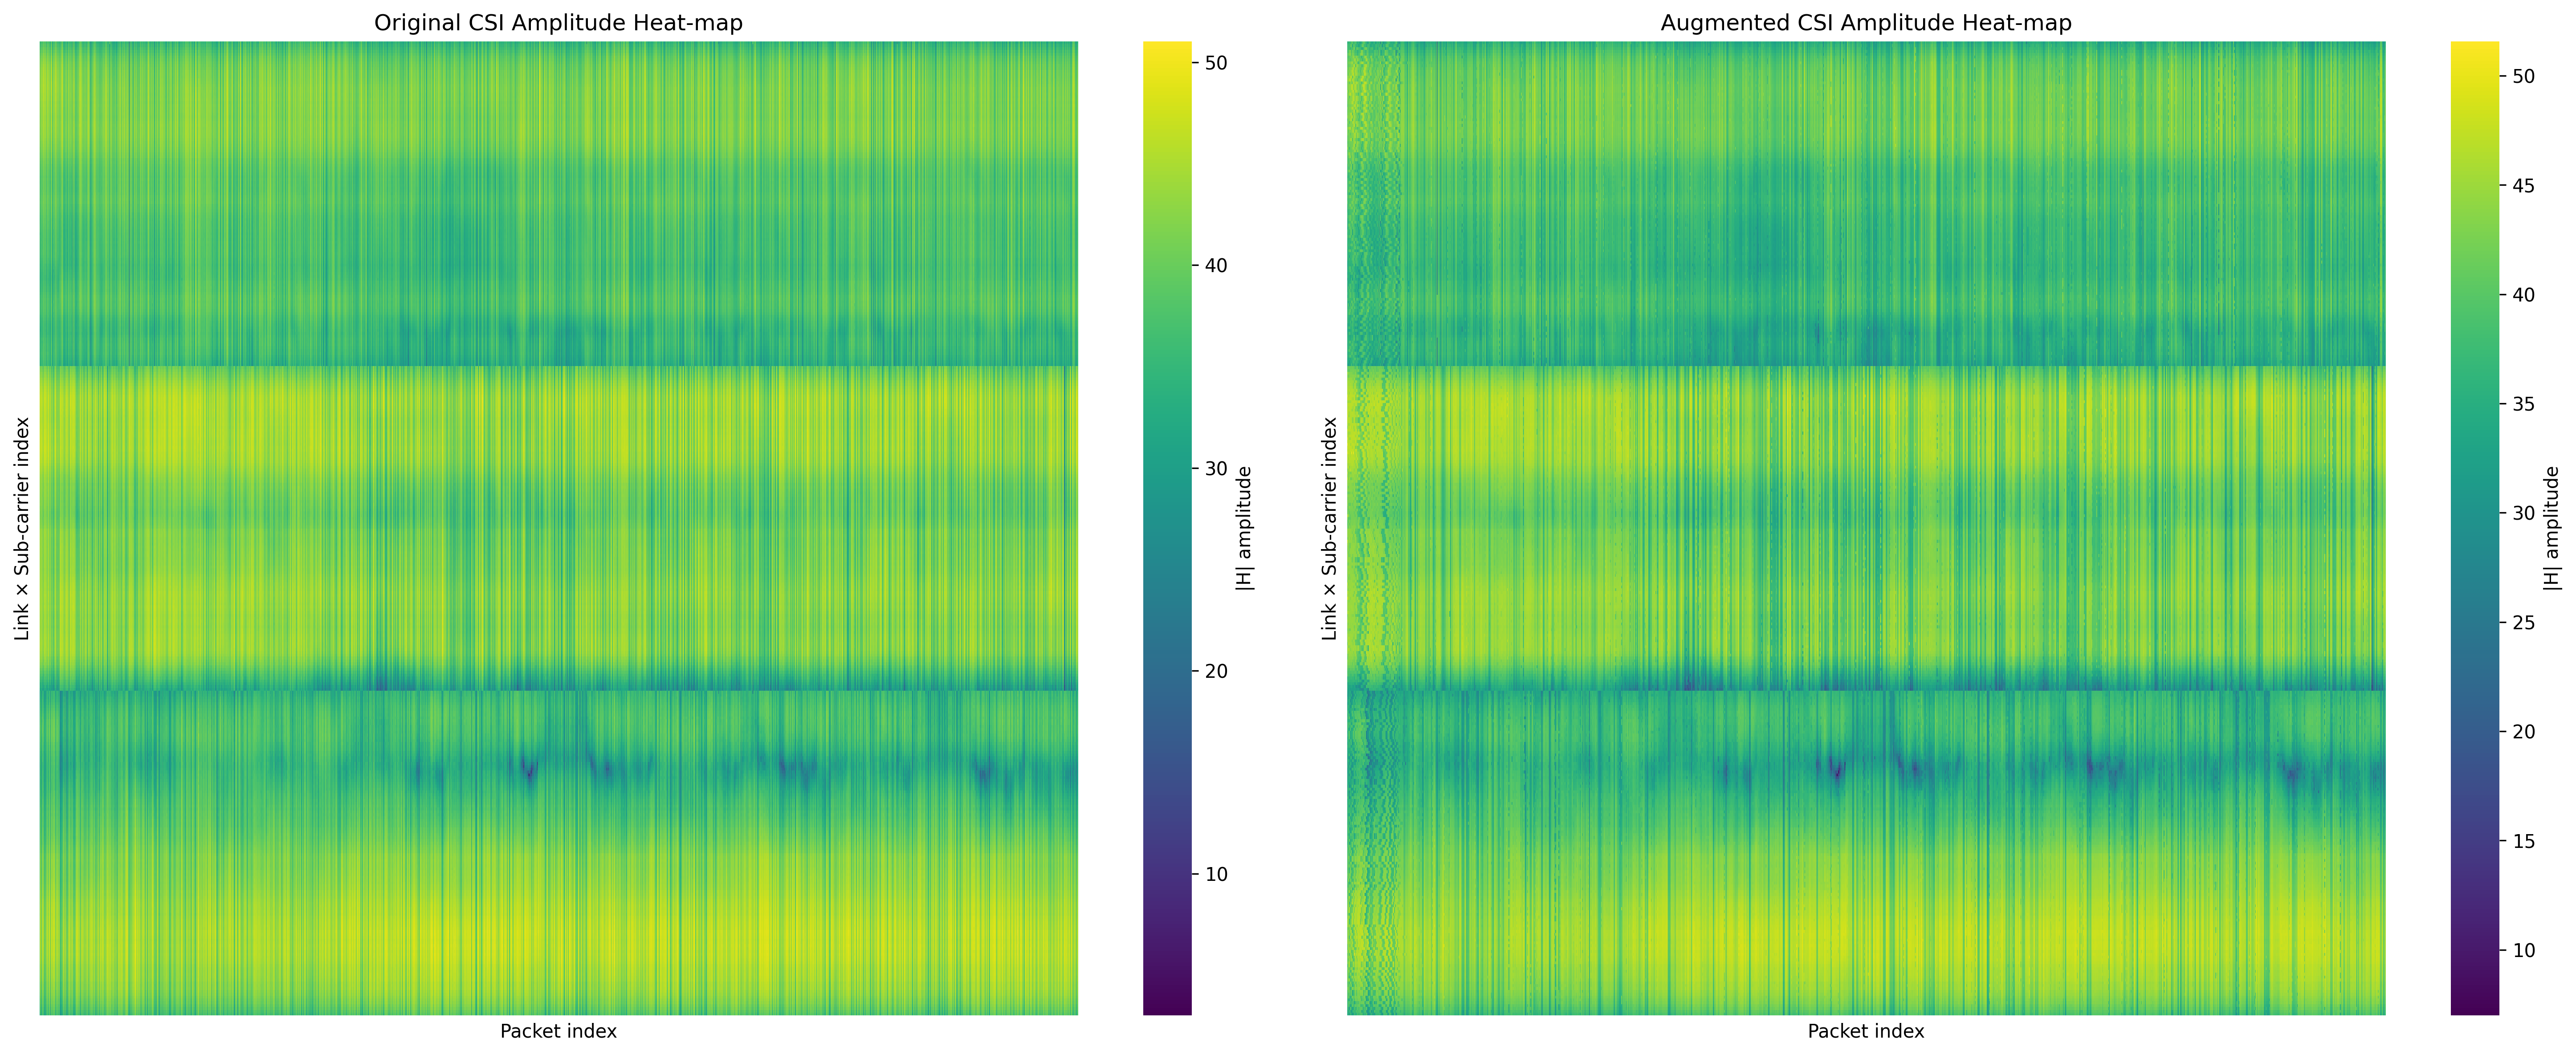 Original CSI Amplitude Heat-map
Link × Sub-carrier index
Packet index
50
40
30
20
10
|H| amplitude
Augmented CSI Amplitude Heat-map
Link × Sub-carrier index
Packet index
50
45
40
35
30
25
20
15
10
|H| amplitude